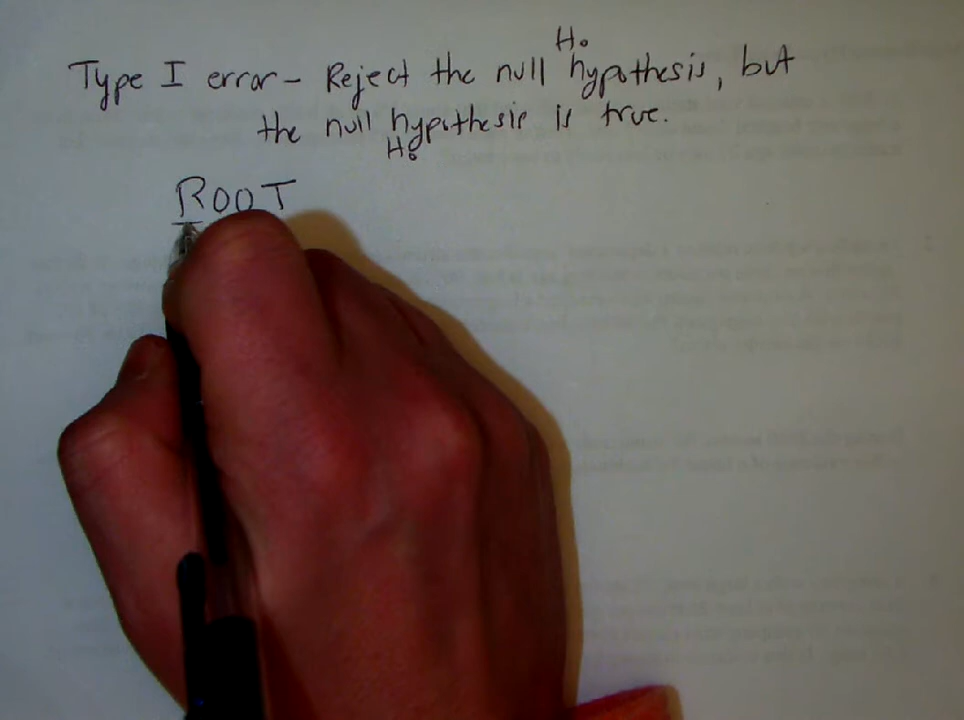 H₀
Type I error - Reject the null hypothesis, but
the null hypothesis is true.
H₀
ROOT